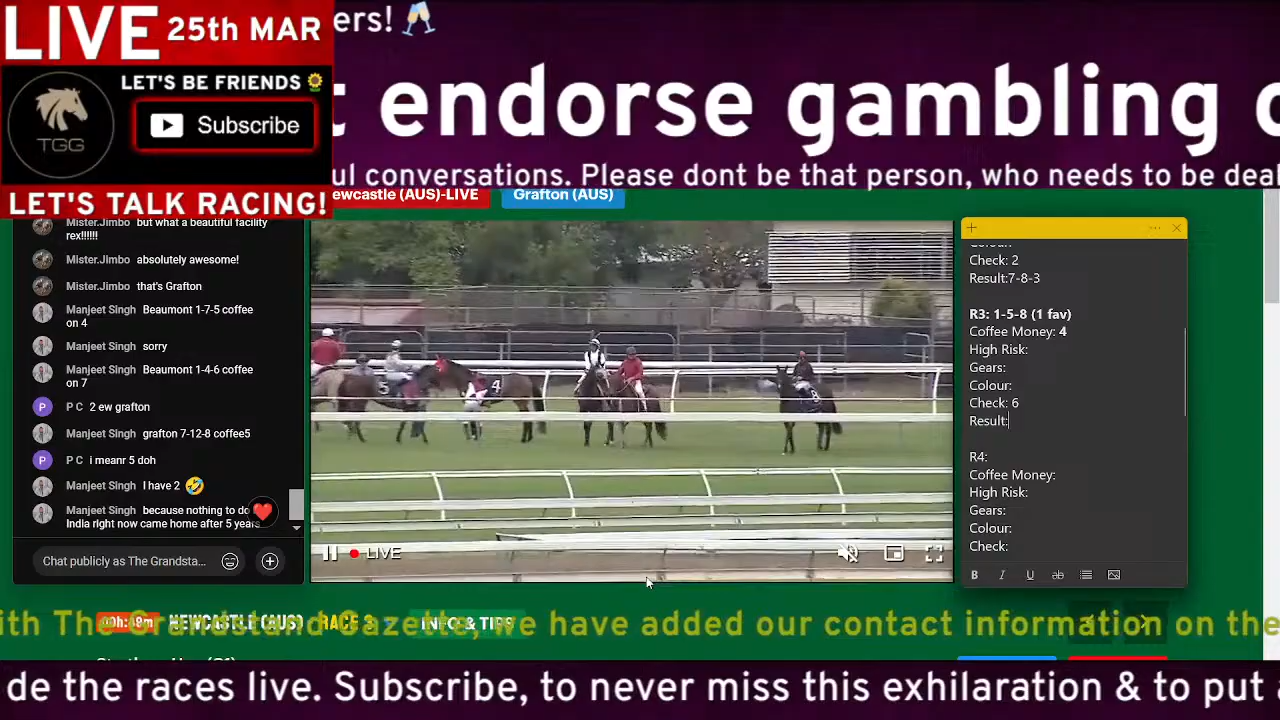 LIVE 25th MAR
ers! 🥂
LET'S BE FRIENDS 🌻
TGG
Subscribe
LET'S TALK RACING!
t endorse gambling o
ul conversations. Please dont be that person, who needs to be deal
ewcastle (AUS)-LIVE
Grafton (AUS)
Mister.Jimbo but what a beautiful facility
rex!!!!!!
Mister.Jimbo absolutely awesome!
Mister.Jimbo that's Grafton
Manjeet Singh Beaumont 1-7-5 coffee
on 4
Manjeet Singh sorry
Manjeet Singh Beaumont 1-4-6 coffee
on 7
P
P C 2 ew grafton
Manjeet Singh grafton 7-12-8 coffee5
P
P C i meanr 5 doh
Manjeet Singh I have 2 🤣
Manjeet Singh because nothing to do
India right now came home after 5 years
Chat publicly as The Grandsta...
5
4
8
LIVE
Check: 2
Result:7-8-3
R3: 1-5-8 (1 fav)
Coffee Money: 4
High Risk:
Gears:
Colour:
Check: 6
Result:
R4:
Coffee Money:
High Risk:
Gears:
Colour:
Check:
B I U ab
NEWCASTLE (AUS) RACE 3 INFO & TIPS
ith The Grandstand Gazette, we have added our contact information on the
de the races live. Subscribe, to never miss this exhilaration & to put a